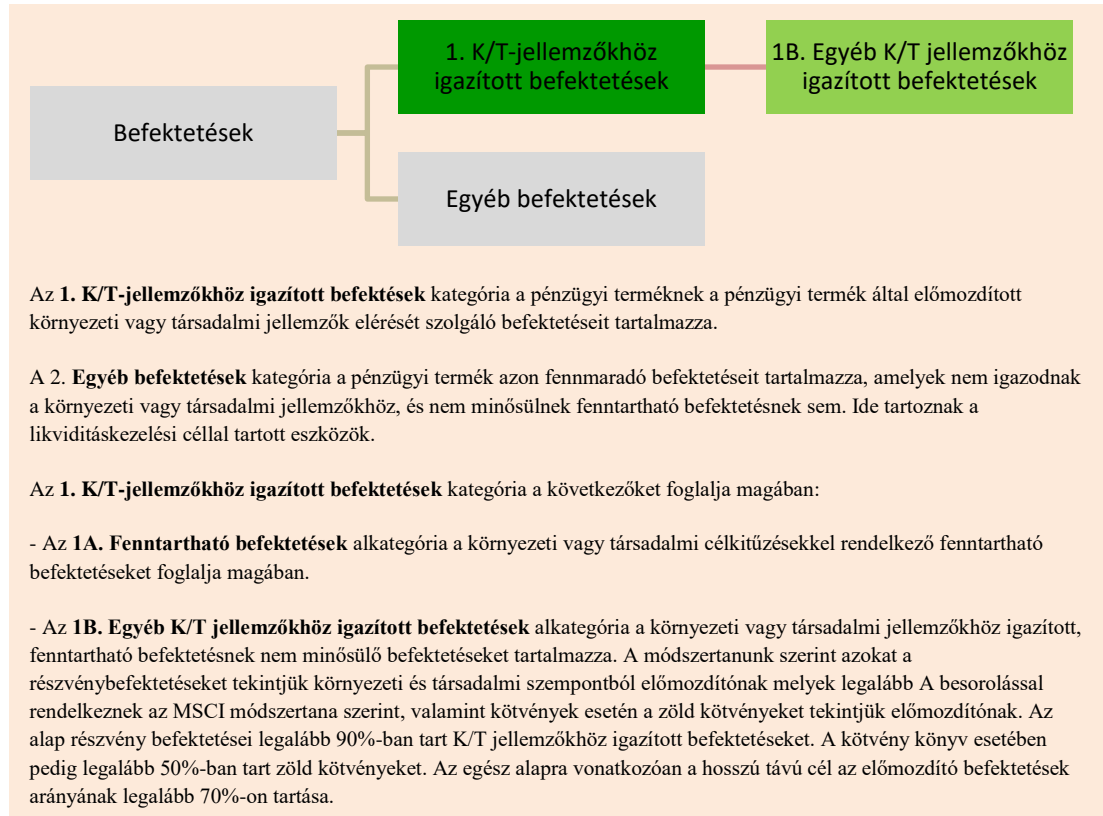 1. K/T-jellemzőkhöz
igazított befektetések
1B. Egyéb K/T jellemzőkhöz
igazított befektetések
Befektetések
Egyéb befektetések
Az 1. K/T-jellemzőkhöz igazított befektések kategória a pénzügyi terméknek a pénzügyi termék által előmozdított
környezeti vagy társadalmi jellemzők elérését szolgáló befektetéseit tartalmazza.
A 2. Egyéb befektetések kategória a pénzügyi termék azon fennmaradó befektetéseit tartalmazza, amelyek nem igazodnak
a környezeti vagy társadalmi jellemzőkhöz, és nem minősülnek fenntartható befektetésnek sem. Ide tartoznak a
likviditáskezelési céllal tartott eszközök.
Az 1. K/T-jellemzőkhöz igazított befektetések kategória a következőket foglalja magában:
- Az 1A. Fenntartható befektetések alkategória a környezeti vagy társadalmi célkitűzésekkel rendelkező fenntartható
befektetéseket foglalja magában.
- Az 1B. Egyéb K/T jellemzőkhöz igazított befektetések alkategória a környezeti vagy társadalmi jellemzőkhöz igazított,
fenntartható befektetésnek nem minősülő befektetéseket tartalmazza. A módszertanunk szerint azokat a
részvénybefektetéseket tekintjük környezeti és társadalmi szempontból előmozdítónak melyek legalább A besorolással
rendelkeznek az MSCI módszertana szerint, valamint kötvények esetén a zöld kötvényeket tekintjük előmozdítónak. Az
alap részvény befektetései legalább 90%-ban tart K/T jellemzőkhöz igazított befektetéseket. A kötvény könyv esetében
pedig legalább 50%-ban tart zöld kötvényeket. Az egész alapra vonatkozóan a hosszú távú cél az előmozdító befektetések
arányának legalább 70%-on tartása.